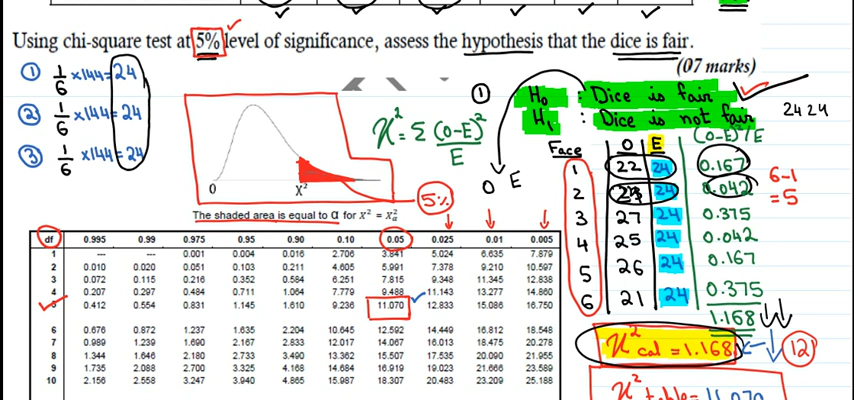 Using chi-square test at 5% level of significance, assess the hypothesis that the dice is fair.
(07 marks)
① 1/6 ×144=24
② 1/6 ×144=24
③ 1/6 ×144=24
0 X²
5%
The shaded area is equal to α for X² = X²α
χ² = Σ (O-E)²/E
① H₀ : Dice is fair
H₁ : Dice is not fair
24 24
O E
Face O E (O-E)²/E
1 22 24 0.167
2 24 0.042
3 27 24 0.375
4 25 24 0.042
5 26 24 0.167
6 21 24 0.375
1.168
6-1
=5
χ² cal = 1.168
12
χ² table = 11.070
df 0.995 0.99 0.975 0.95 0.90 0.10 0.05 0.025 0.01 0.005
1 --- --- 0.001 0.004 0.016 2.706 3.841 5.024 6.635 7.879
2 0.010 0.020 0.051 0.103 0.211 4.605 5.991 7.378 9.210 10.597
3 0.072 0.115 0.216 0.352 0.584 6.251 7.815 9.348 11.345 12.838
4 0.207 0.297 0.484 0.711 1.064 7.779 9.488 11.143 13.277 14.860
5 0.412 0.554 0.831 1.145 1.610 9.236 11.070 12.833 15.086 16.750
6 0.676 0.872 1.237 1.635 2.204 10.645 12.592 14.449 16.812 18.548
7 0.989 1.239 1.690 2.167 2.833 12.017 14.067 16.013 18.475 20.278
8 1.344 1.646 2.180 2.733 3.490 13.362 15.507 17.535 20.090 21.955
9 1.735 2.088 2.700 3.325 4.168 14.684 16.919 19.023 21.666 23.589
10 2.156 2.558 3.247 3.940 4.865 15.987 18.307 20.483 23.209 25.188